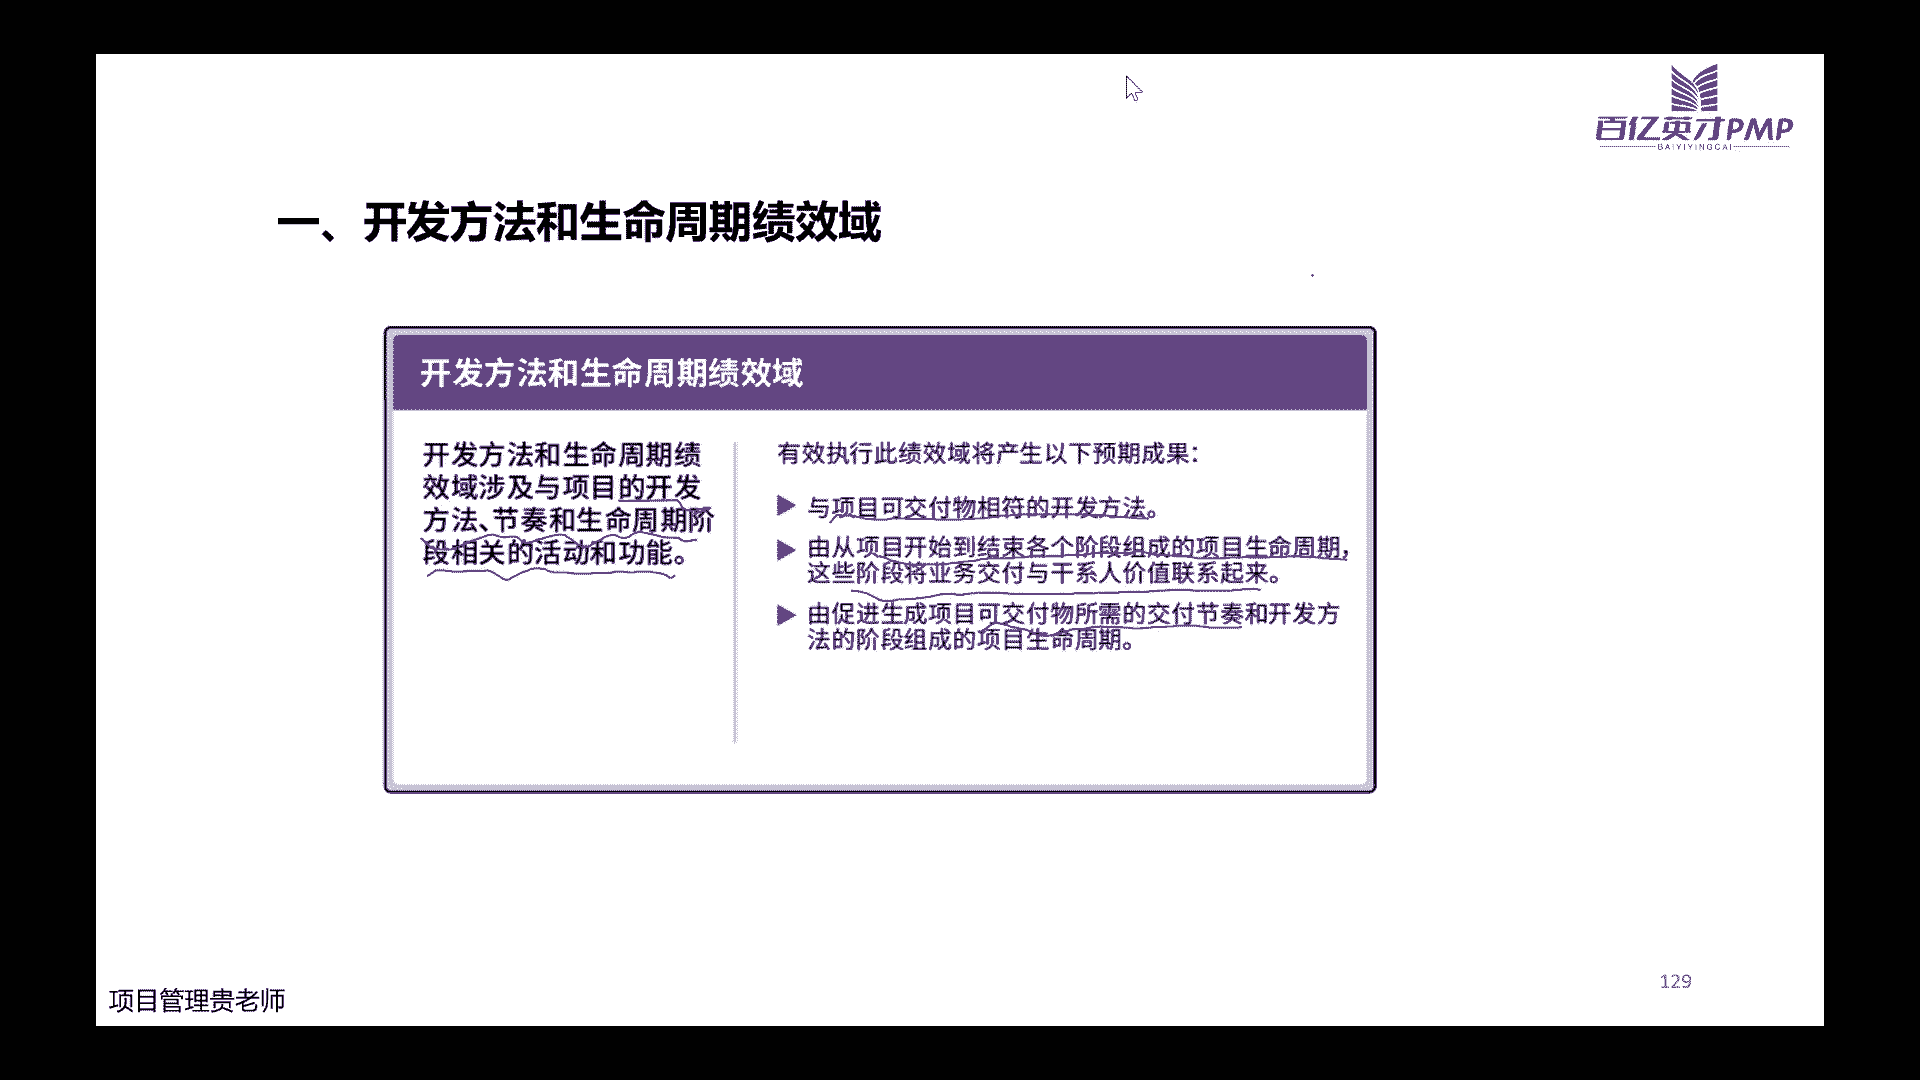 百亿英才PMP
BAIYIYINGCAI
一、开发方法和生命周期绩效域
开发方法和生命周期绩效域
开发方法和生命周期绩
效域涉及与项目的开发
方法、节奏和生命周期阶
段相关的活动和功能。
有效执行此绩效域将产生以下预期成果：
▶ 与项目可交付物相符的开发方法。
▶ 由从项目开始到结束各个阶段组成的项目生命周期，
这些阶段将业务交付与干系人价值联系起来。
▶ 由促进生成项目可交付物所需的交付节奏和开发方
法的阶段组成的项目生命周期。
129
项目管理贵老师